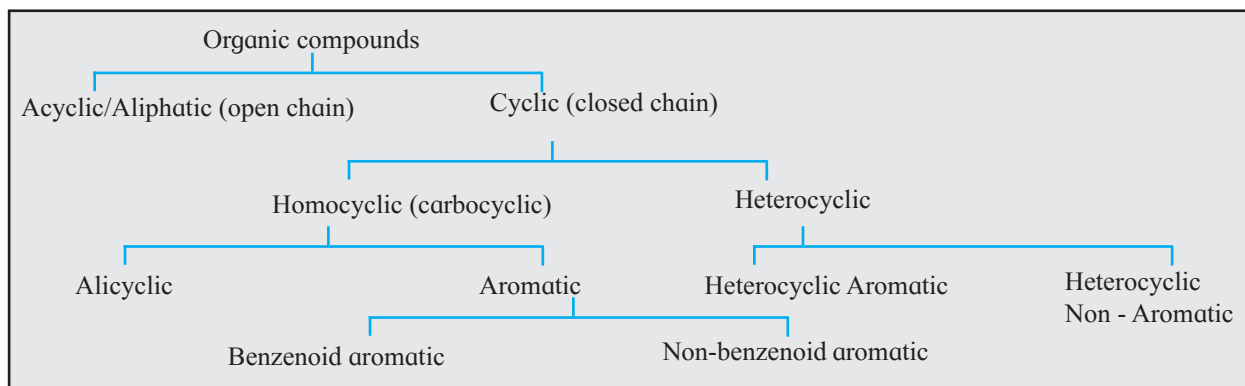 Organic compounds
Acyclic/Aliphatic (open chain)
Cyclic (closed chain)
Homocyclic (carbocyclic)
Heterocyclic
Alicyclic
Aromatic
Heterocyclic Aromatic
Heterocyclic
Non - Aromatic
Benzenoid aromatic
Non-benzenoid aromatic